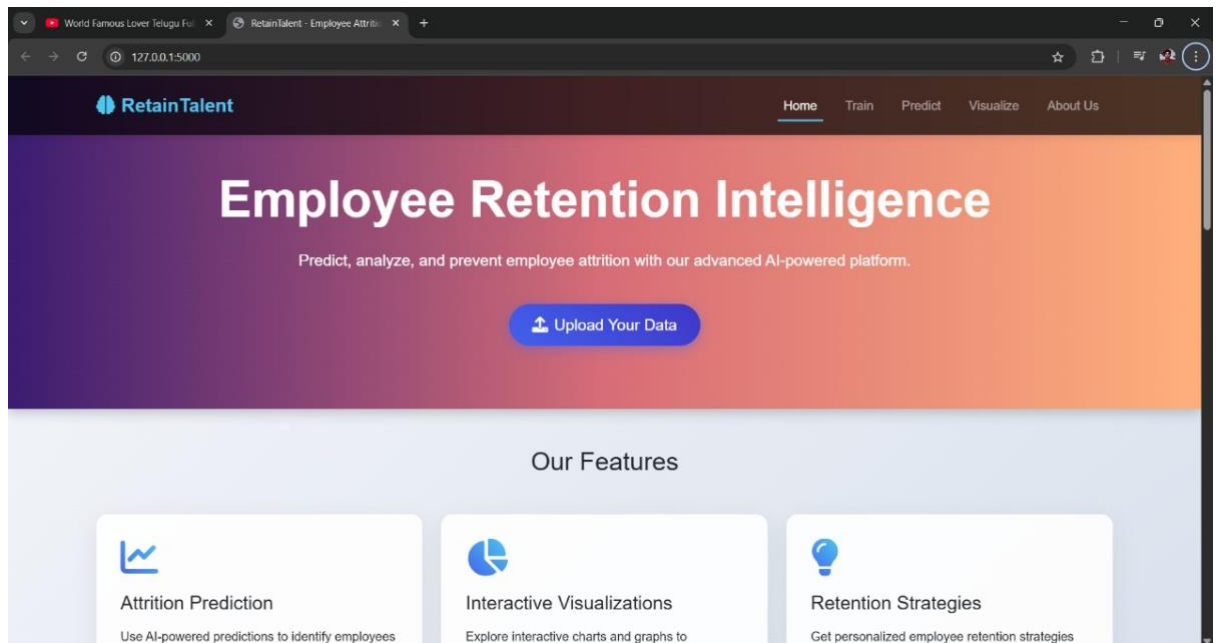 World Famous Lover Telugu Ful
RetainTalent - Employee Attritio
127.0.0.1:5000
RetainTalent
Home Train Predict Visualize About Us
Employee Retention Intelligence
Predict, analyze, and prevent employee attrition with our advanced AI-powered platform.
Upload Your Data
Our Features
Attrition Prediction
Interactive Visualizations
Retention Strategies
Use AI-powered predictions to identify employees
Explore interactive charts and graphs to
Get personalized employee retention strategies